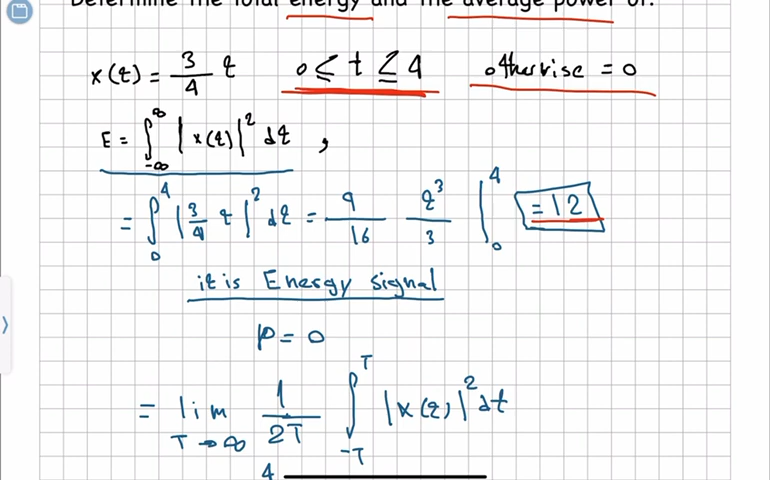 Determine the total energy and the average power of:
x(t) = 3/4 t 0 ≤ t ≤ 4 otherwise = 0
E = ∫_{-∞}^{∞} |x(t)|² dt ,
= ∫_0^4 |3/4 t|² dt = 9/16 t³/3 |_0^4 = 12
it is Energy signal
P = 0
= lim_{T→∞} 1/2T ∫_{-T}^{T} |x(t)|² dt
4